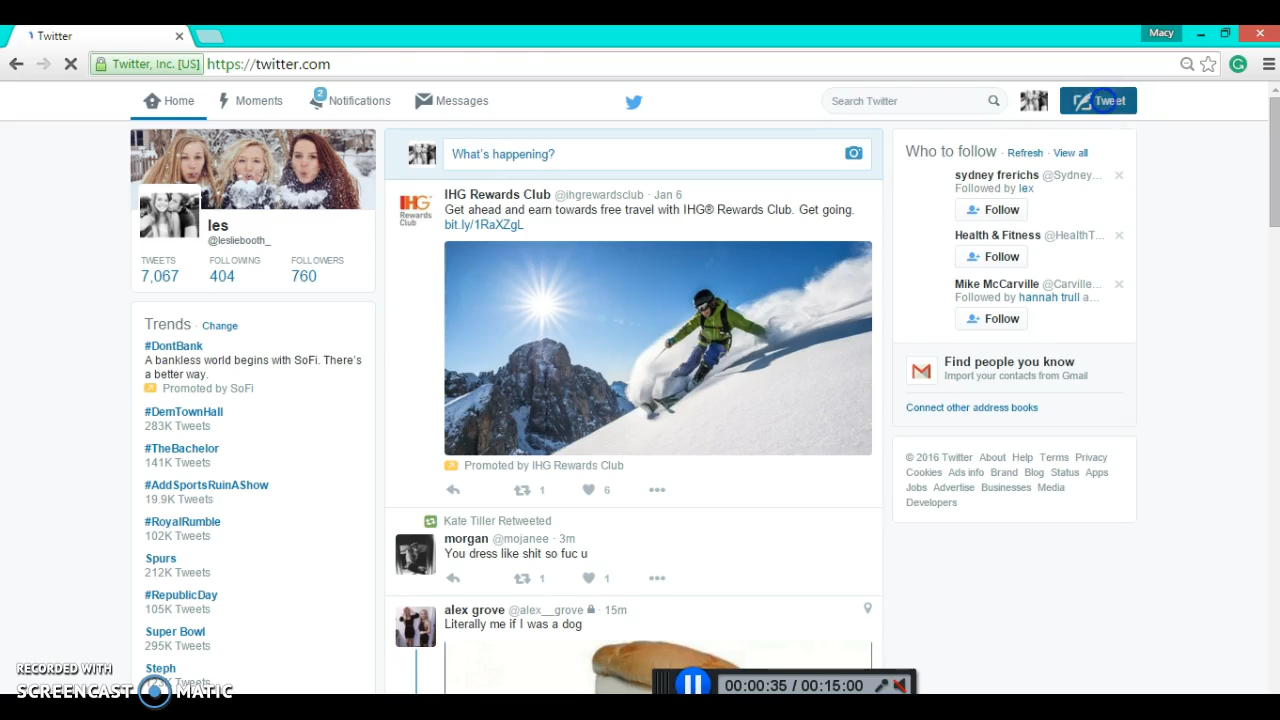 Twitter
Macy
Twitter, Inc. [US] https://twitter.com
Home
Moments
2
Notifications
Messages
Search Twitter
Tweet
les
@lesliebooth_
TWEETS FOLLOWING FOLLOWERS
7,067 404 760
Trends · Change
#DontBank
A bankless world begins with SoFi. There's
a better way.
Promoted by SoFi
#DemTownHall
283K Tweets
#TheBachelor
141K Tweets
#AddSportsRuinAShow
19.9K Tweets
#RoyalRumble
102K Tweets
Spurs
212K Tweets
#RepublicDay
105K Tweets
Super Bowl
295K Tweets
Steph
What's happening?
IHG Rewards Club @ihgrewardsclub · Jan 6
Get ahead and earn towards free travel with IHG® Rewards Club. Get going.
bit.ly/1RaXZgL
IHG
Rewards
Club
Promoted by IHG Rewards Club
1 6
Kate Tiller Retweeted
morgan @mojanee · 3m
You dress like shit so fuc u
1 1
alex grove @alex__grove · 15m
Literally me if I was a dog
Who to follow · Refresh · View all
sydney frerichs @Sydney...
Followed by lex
Follow
Health & Fitness @HealthT...
Follow
Mike McCarville @Carville...
Followed by hannah trull a...
Follow
Find people you know
Import your contacts from Gmail
Connect other address books
© 2016 Twitter About Help Terms Privacy
Cookies Ads info Brand Blog Status Apps
Jobs Advertise Businesses Media
Developers
RECORDED WITH
SCREENCAST MATIC
00:00:35 / 00:15:00